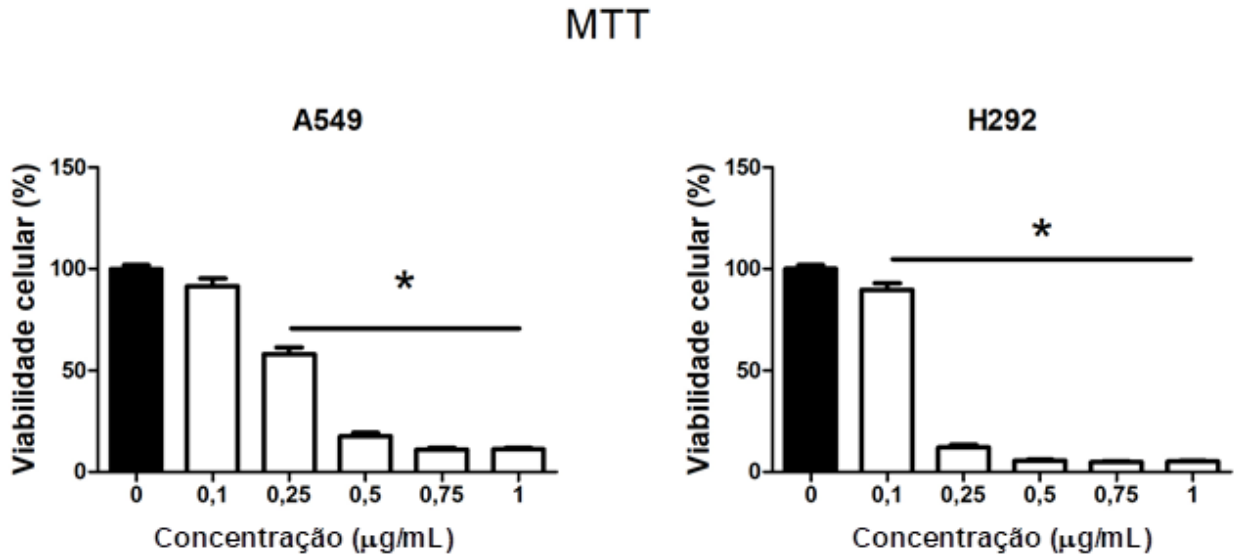 MTT
A549
Viabilidade celular (%)
150
100
50
0
*
0 0,1 0,25 0,5 0,75 1
Concentração (μg/mL)
H292
Viabilidade celular (%)
150
100
50
0
*
0 0,1 0,25 0,5 0,75 1
Concentração (μg/mL)